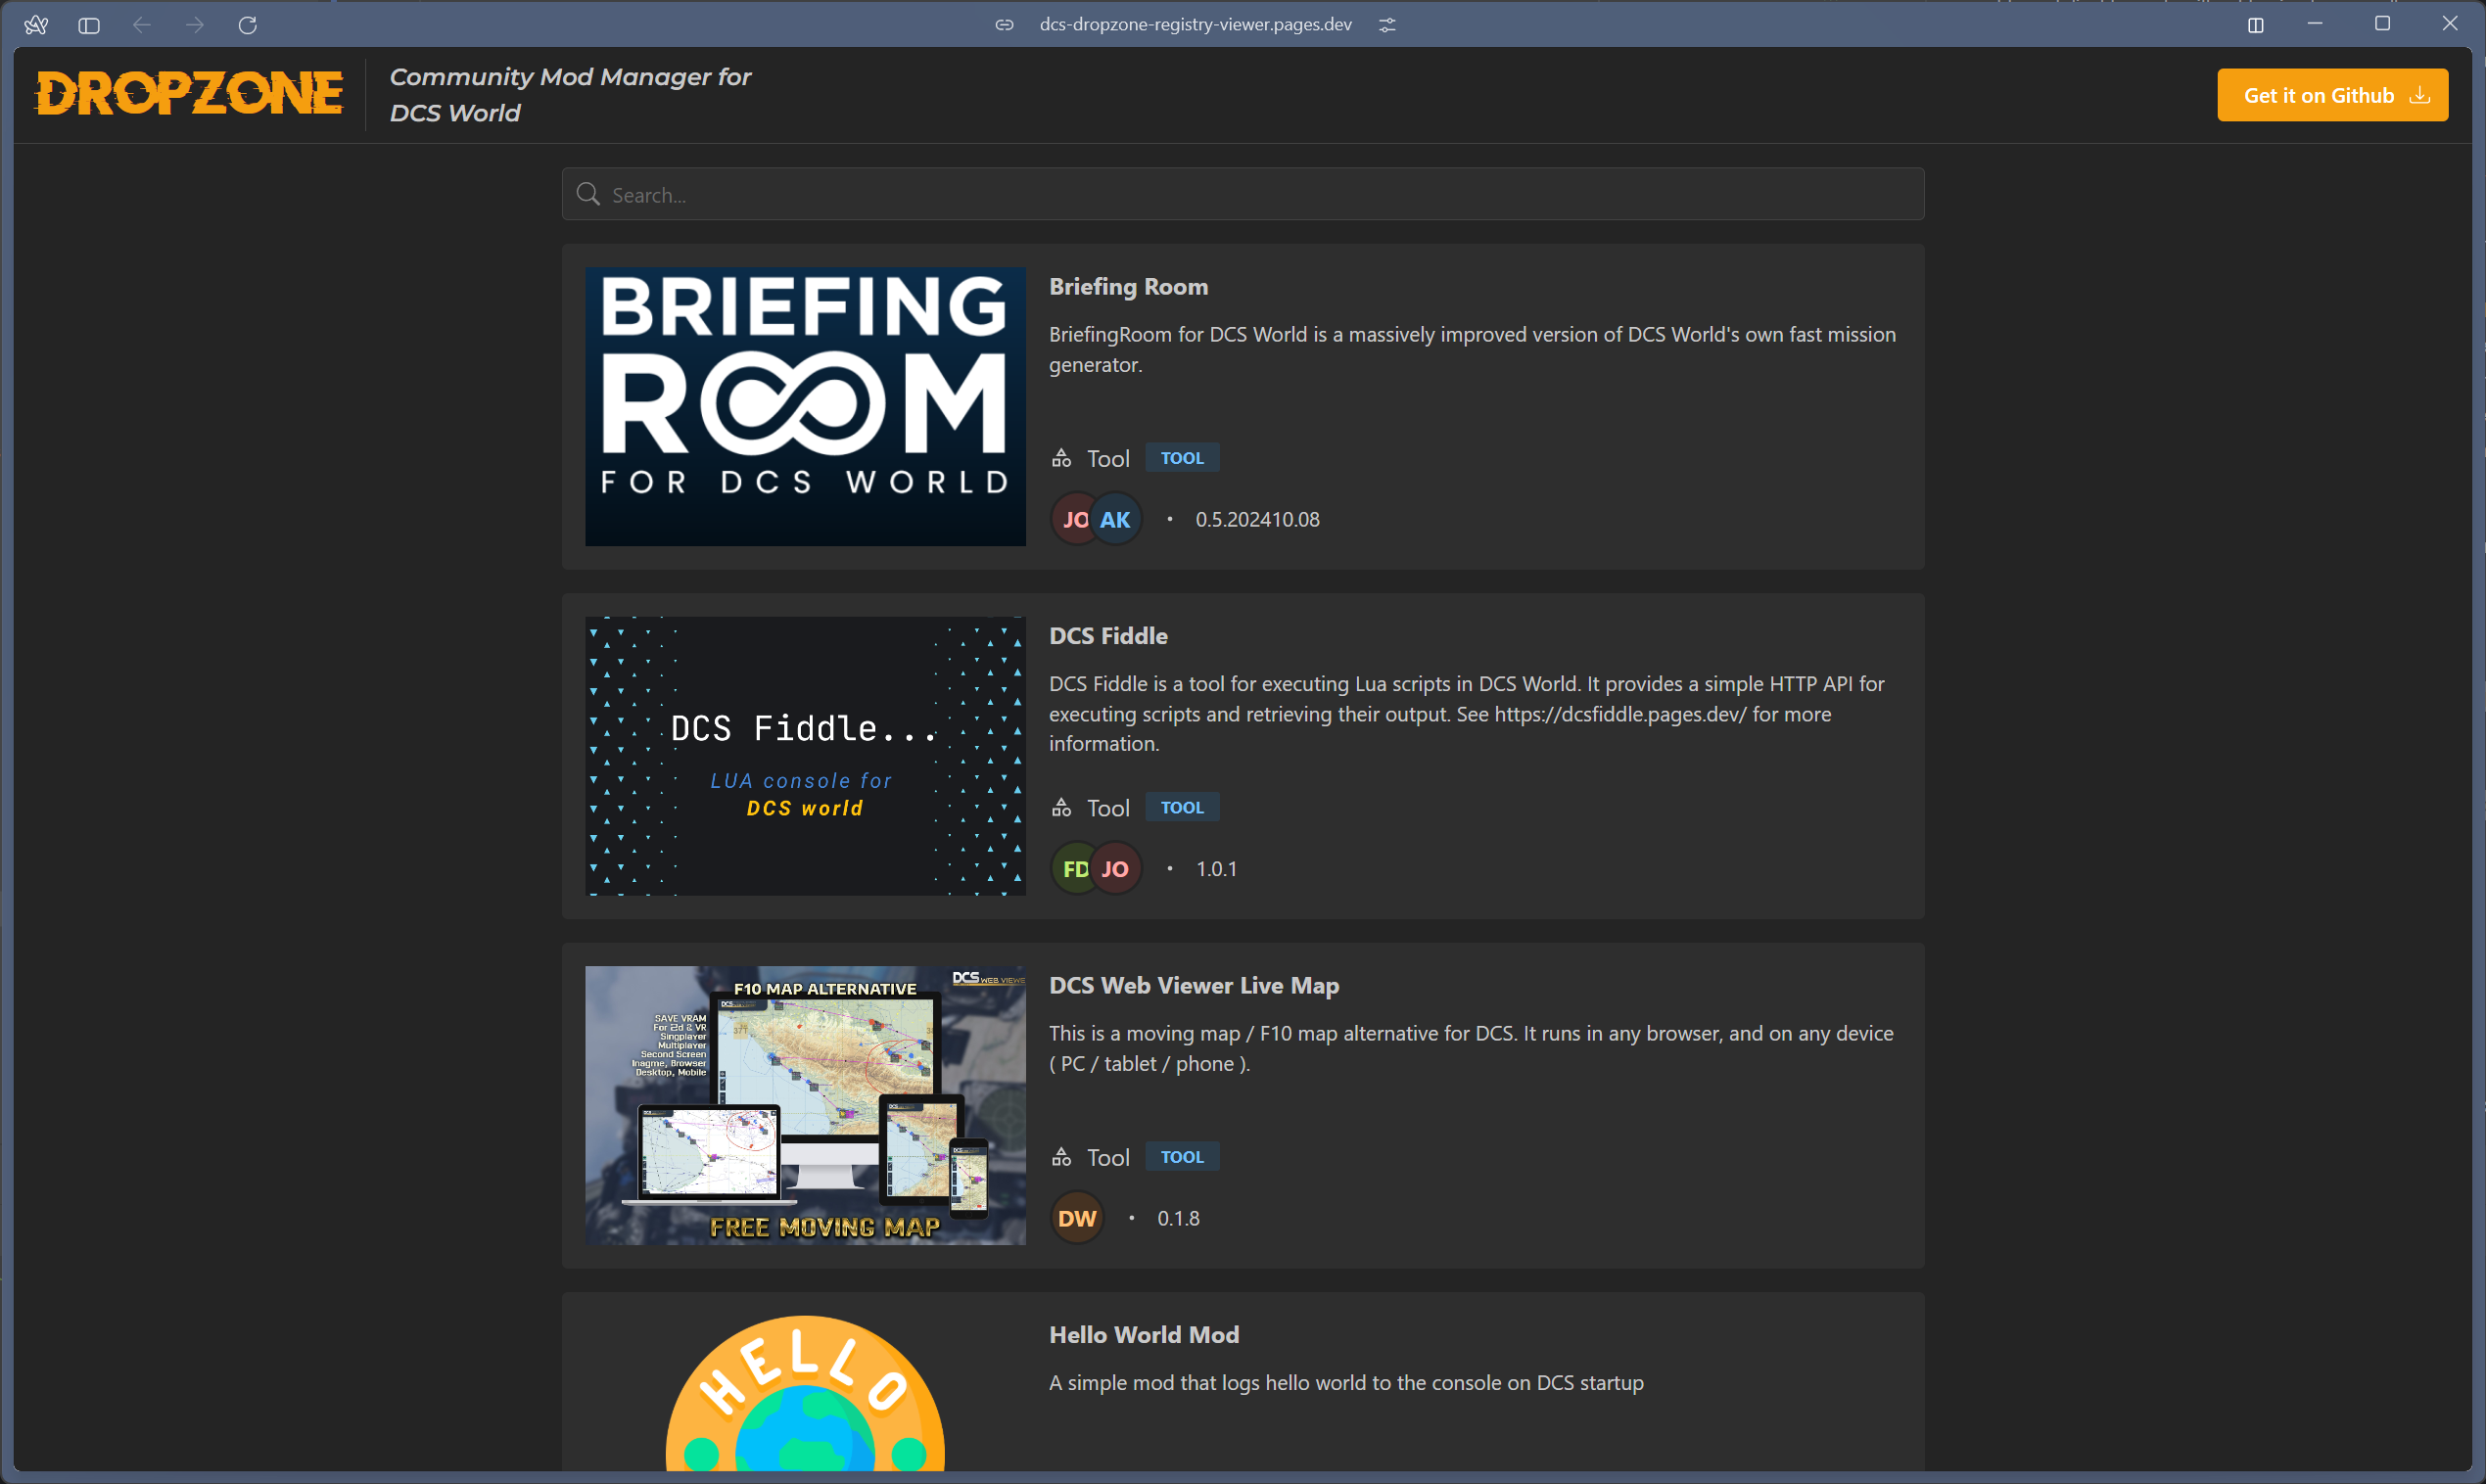 dcs-dropzone-registry-viewer.pages.dev
DROPZONE
Community Mod Manager for
DCS World
Get it on Github
Search...
BRIEFING
ROOM
FOR DCS WORLD
Briefing Room
BriefingRoom for DCS World is a massively improved version of DCS World's own fast mission
generator.
Tool TOOL
JO AK • 0.5.202410.08
DCS Fiddle...
LUA console for
DCS world
DCS Fiddle
DCS Fiddle is a tool for executing Lua scripts in DCS World. It provides a simple HTTP API for
executing scripts and retrieving their output. See https://dcsfiddle.pages.dev/ for more
information.
Tool TOOL
FD JO • 1.0.1
DCS WEB VIEWE
F10 MAP ALTERNATIVE
SAVE VRAM
For 2d & VR
Singplayer
Multiplayer
Second Screen
Inagme, Browser
Desktop, Mobile
FREE MOVING MAP
DCS Web Viewer Live Map
This is a moving map / F10 map alternative for DCS. It runs in any browser, and on any device
( PC / tablet / phone ).
Tool TOOL
DW • 0.1.8
HELLO
Hello World Mod
A simple mod that logs hello world to the console on DCS startup